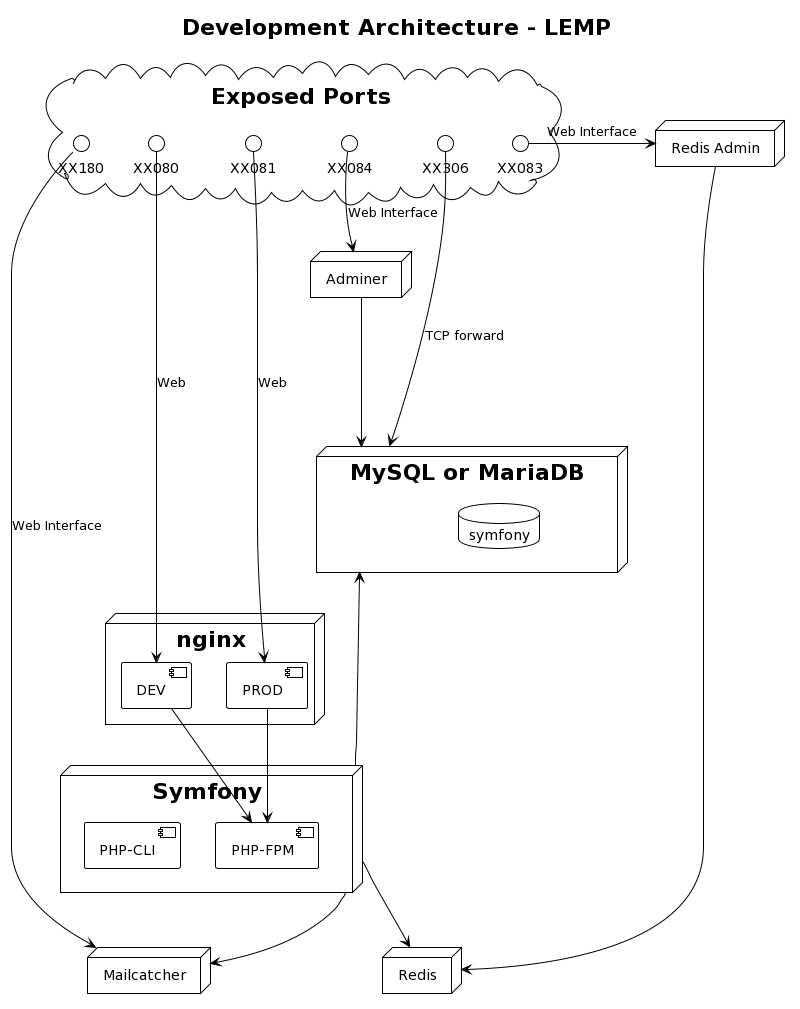 Development Architecture - LEMP
Exposed Ports
XX180
XX080
XX081
XX084
XX306
XX083
Web Interface
Redis Admin
Web Interface
Adminer
TCP forward
Web
Web
MySQL or MariaDB
symfony
Web Interface
nginx
DEV
PROD
Symfony
PHP-CLI
PHP-FPM
Mailcatcher
Redis